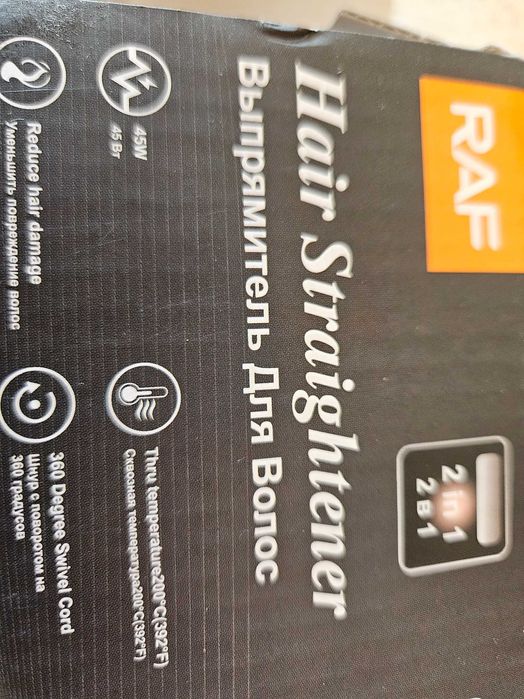 RAF
Hair Straightener
Выпрямитель Для Волос
2 in 1
2 в 1
45W
45 Вт
Thru temperature200°C(392°F)
Сквозная температура200°C(392°F)
Reduce hair damage
Уменьшить повреждение волос
360 Degree Swivel Cord
Шнур с поворотом на
360 градусов